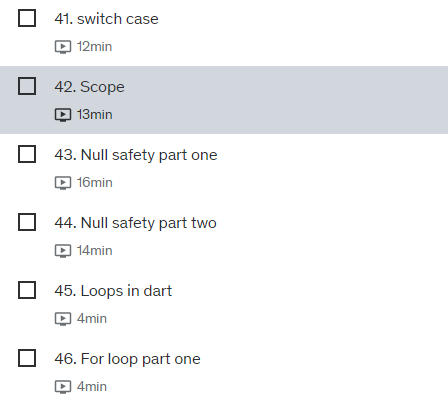 41. switch case
12min
42. Scope
13min
43. Null safety part one
16min
44. Null safety part two
14min
45. Loops in dart
4min
46. For loop part one
4min